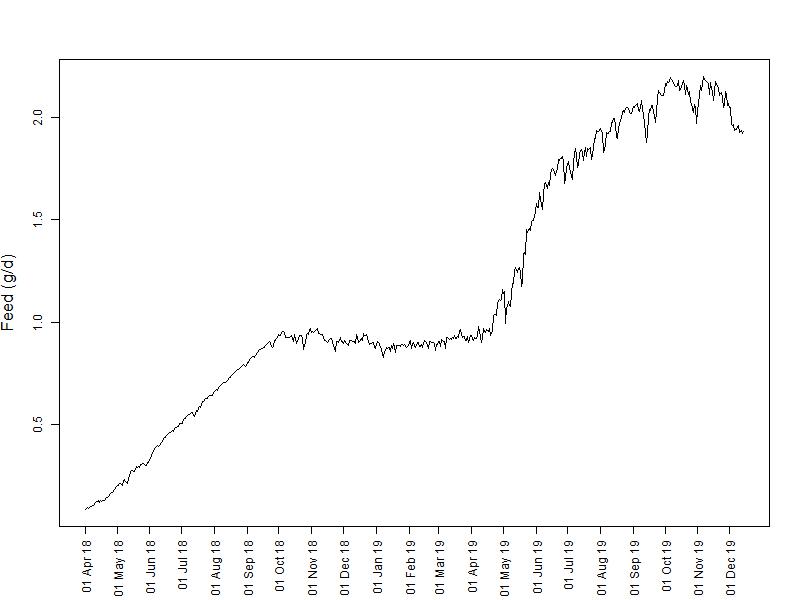 Feed (g/d)
2.0
1.5
1.0
0.5
01 Apr 18
01 May 18
01 Jun 18
01 Jul 18
01 Aug 18
01 Sep 18
01 Oct 18
01 Nov 18
01 Dec 18
01 Jan 19
01 Feb 19
01 Mar 19
01 Apr 19
01 May 19
01 Jun 19
01 Jul 19
01 Aug 19
01 Sep 19
01 Oct 19
01 Nov 19
01 Dec 19